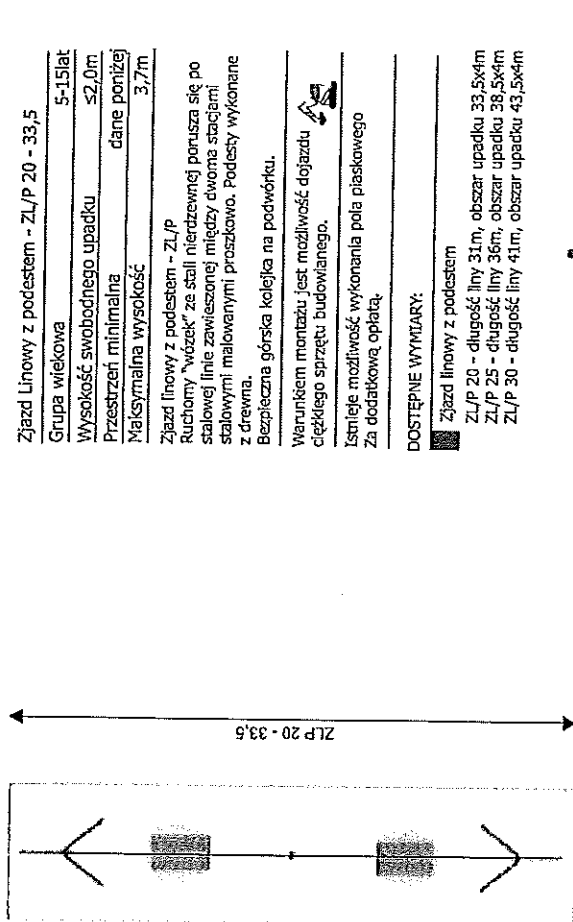 Zjazd Linowy z podestem - ZL/P 20 - 33,5
Grupa wiekowa 5-15lat
Wysokość swobodnego upadku ≤2,0m
Przestrzeń minimalna dane poniżej
Maksymalna wysokość 3,7m
Zjazd linowy z podestem - ZL/P
Ruchomy "wózek" ze stali nierdzewnej porusza się po
stalowej linie zawieszonej między dwoma stacjami
stalowymi malowanymi proszkowo. Podesty wykonane
z drewna.
Bezpieczna górska kolejka na podwórku.
Warunkiem montażu jest możliwość dojazdu
ciężkiego sprzętu budowlanego.
Istnieje możliwość wykonania pola piaskowego
Za dodatkową opłatą.
DOSTĘPNE WYMIARY:
Zjazd linowy z podestem
ZL/P 20 - długość liny 31m, obszar upadku 33,5x4m
ZL/P 25 - długość liny 36m, obszar upadku 38,5x4m
ZL/P 30 - długość liny 41m, obszar upadku 43,5x4m
ZLP 20 - 33,5